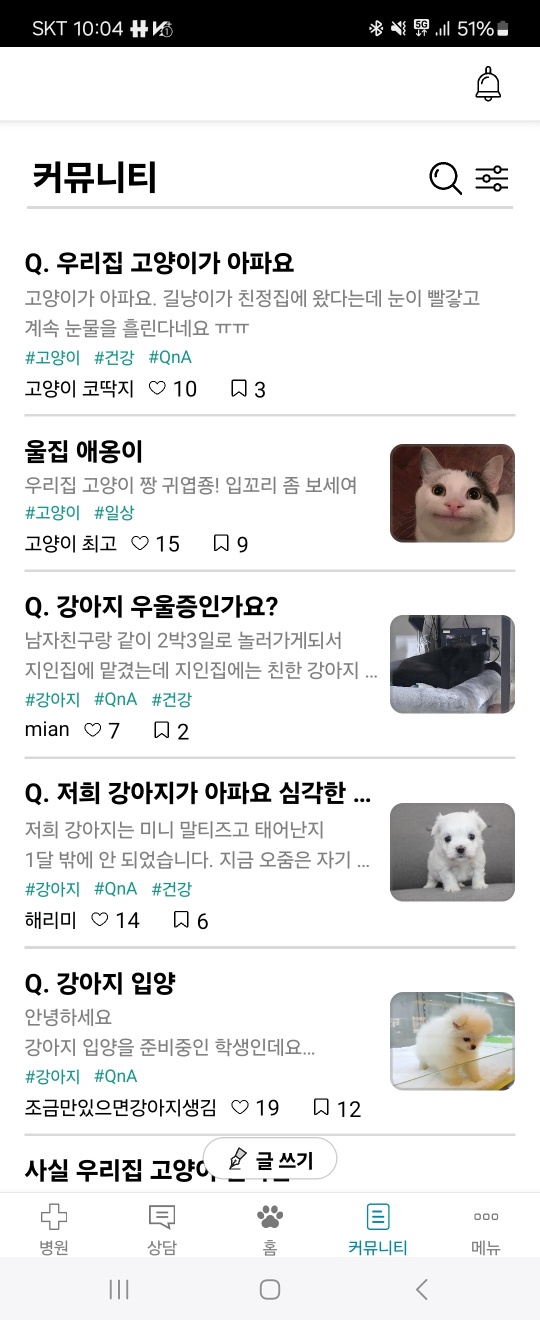 SKT 10:04
5G 51%
커뮤니티
Q. 우리집 고양이가 아파요
고양이가 아파요. 길냥이가 친정집에 왔다는데 눈이 빨갛고
계속 눈물을 흘린다네요 ㅠㅠ
#고양이 #건강 #QnA
고양이 코딱지 10 3
울집 애옹이
우리집 고양이 짱 귀엽죵! 입꼬리 좀 보세여
#고양이 #일상
고양이 최고 15 9
Q. 강아지 우울증인가요?
남자친구랑 같이 2박3일로 놀러가게되서
지인집에 맡겼는데 지인집에는 친한 강아지 ...
#강아지 #QnA #건강
mian 7 2
Q. 저희 강아지가 아파요 심각한 ...
저희 강아지는 미니 말티즈고 태어난지
1달 밖에 안 되었습니다. 지금 오줌은 자기 ...
#강아지 #QnA #건강
해리미 14 6
Q. 강아지 입양
안녕하세요
강아지 입양을 준비중인 학생인데요...
#강아지 #QnA
조금만있으면강아지생김 19 12
글 쓰기
사실 우리집 고양이
병원 상담 홈 커뮤니티 메뉴